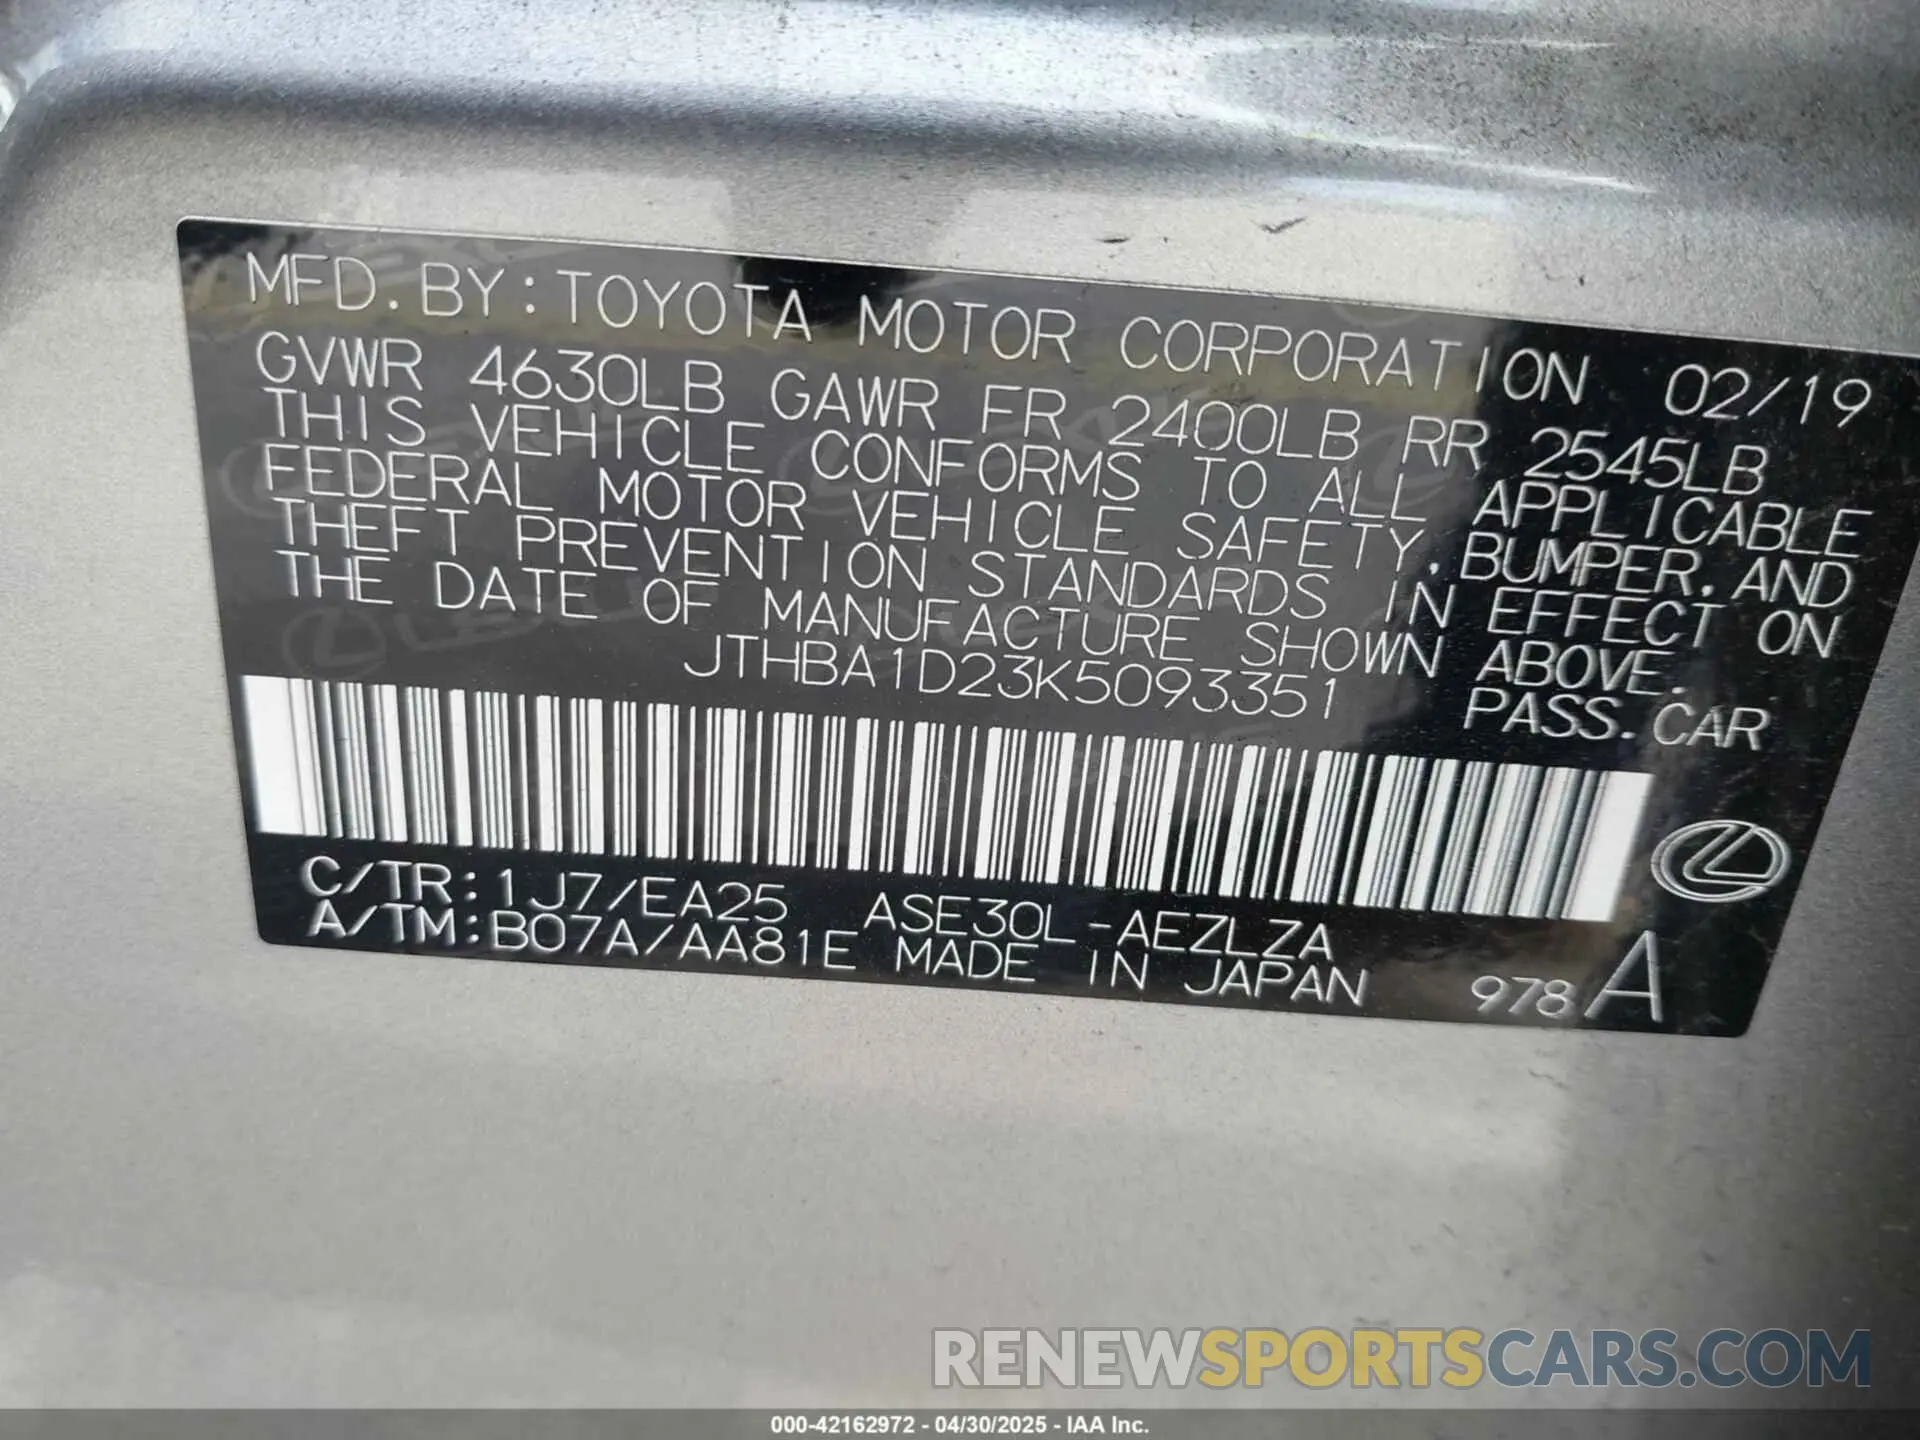 MFD. BY: TOYOTA MOTOR CORPORATION 02/19
GVWR 4630LB GAWR FR 2400LB RR 2545LB
THIS VEHICLE CONFORMS TO ALL APPLICABLE
FEDERAL MOTOR VEHICLE SAFETY, BUMPER, AND
THEFT PREVENTION STANDARDS IN EFFECT ON
THE DATE OF MANUFACTURE SHOWN ABOVE.
JTHBA1D23K5093351 PASS. CAR
C/TR: 1J7/EA25 ASE30L-AEZLZA
A/TM: B07A/AA81E MADE IN JAPAN 978 A
RENEWSPORTSCARS.COM
000-42162972 - 04/30/2025 - IAA Inc.